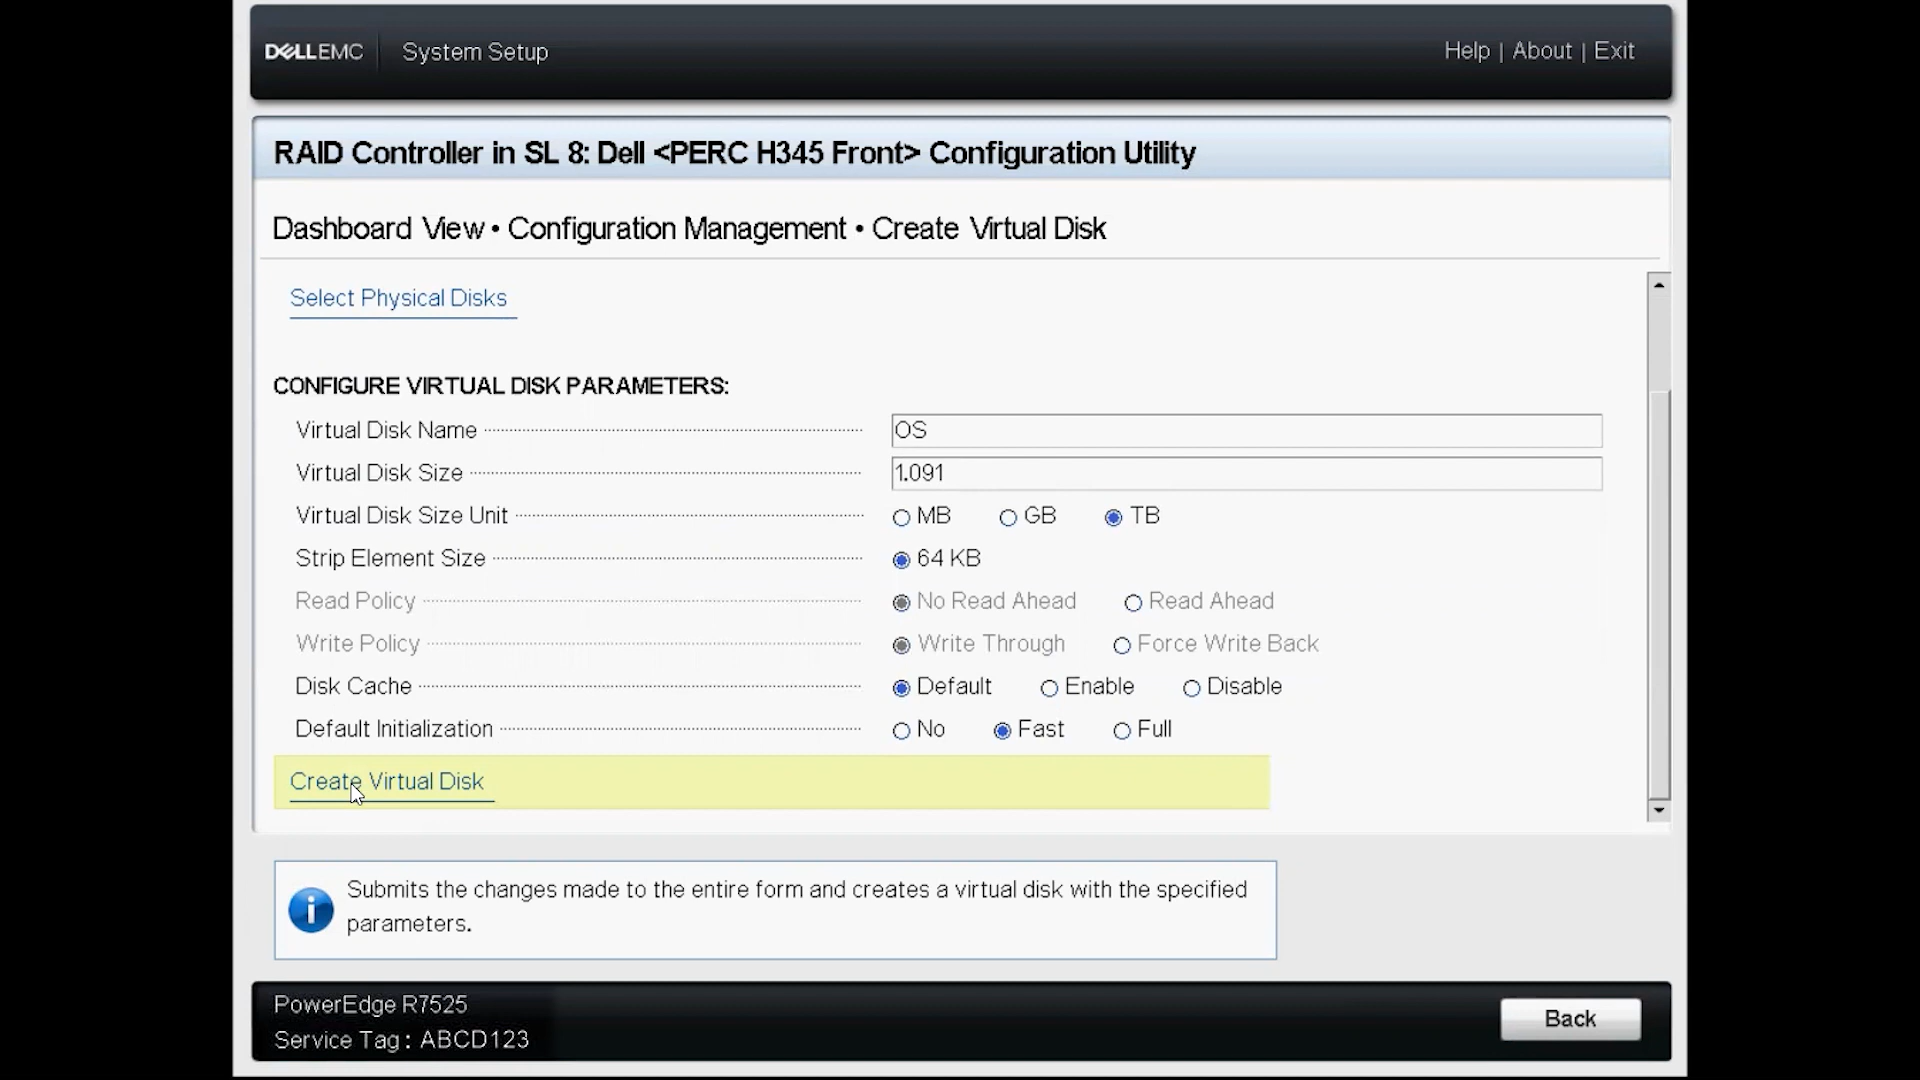 DELLEMC System Setup Help | About | Exit
RAID Controller in SL 8: Dell <PERC H345 Front> Configuration Utility
Dashboard View • Configuration Management • Create Virtual Disk
Select Physical Disks
CONFIGURE VIRTUAL DISK PARAMETERS:
Virtual Disk Name OS
Virtual Disk Size 1.091
Virtual Disk Size Unit MB GB TB
Strip Element Size 64 KB
Read Policy No Read Ahead Read Ahead
Write Policy Write Through Force Write Back
Disk Cache Default Enable Disable
Default Initialization No Fast Full
Create Virtual Disk
Submits the changes made to the entire form and creates a virtual disk with the specified
parameters.
PowerEdge R7525
Service Tag : ABCD123
Back